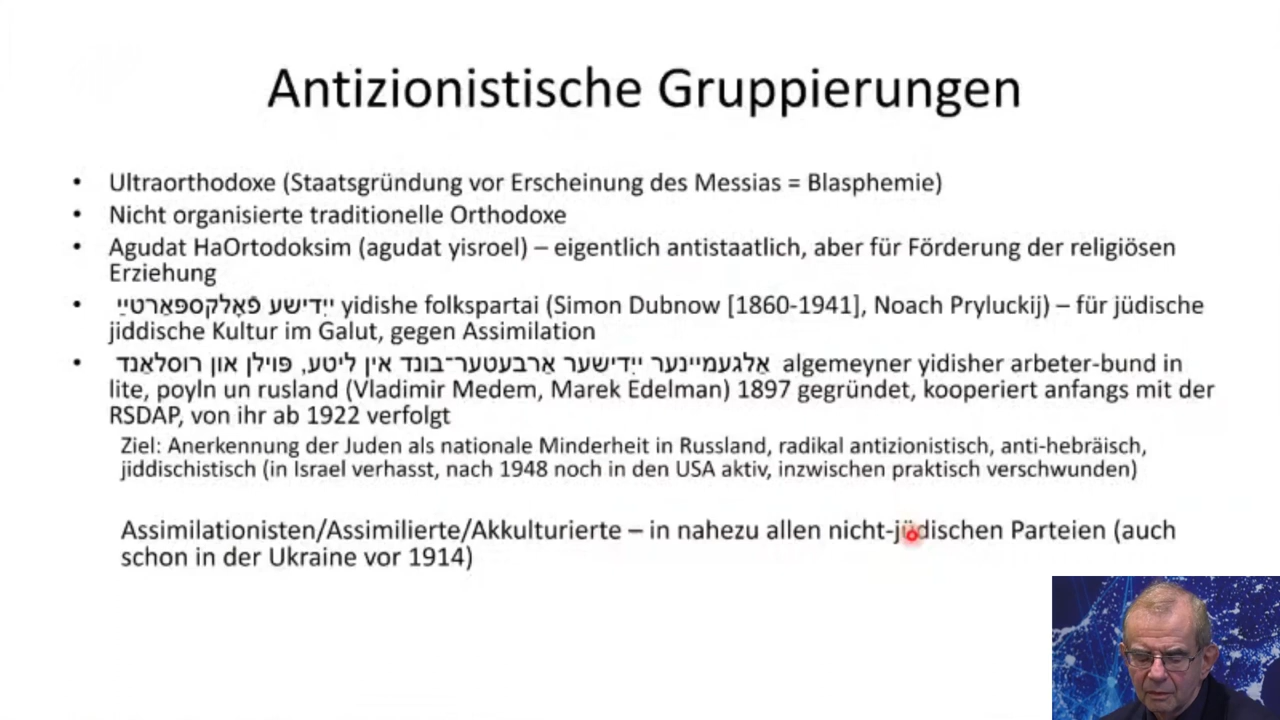 Antizionistische Gruppierungen
• Ultraorthodoxe (Staatsgründung vor Erscheinung des Messias = Blasphemie)
• Nicht organisierte traditionelle Orthodoxe
• Agudat HaOrtodoksim (agudat yisroel) – eigentlich antistaatlich, aber für Förderung der religiösen
Erziehung
• ייִדישע פֿאָלקספּאַרטײַ yidishe folkspartai (Simon Dubnow [1860-1941], Noach Pryluckij) – für jüdische
jiddische Kultur im Galut, gegen Assimilation
• אַלגעמיינער ייִדישער אַרבעטער־בונד אין ליטע, פּוילן און רוסלאַנד algemeyner yidisher arbeter-bund in
lite, poyln un rusland (Vladimir Medem, Marek Edelman) 1897 gegründet, kooperiert anfangs mit der
RSDAP, von ihr ab 1922 verfolgt
Ziel: Anerkennung der Juden als nationale Minderheit in Russland, radikal antizionistisch, anti-hebräisch,
jiddischistisch (in Israel verhasst, nach 1948 noch in den USA aktiv, inzwischen praktisch verschwunden)
Assimilationisten/Assimilierte/Akkulturierte – in nahezu allen nicht-jüdischen Parteien (auch
schon in der Ukraine vor 1914)